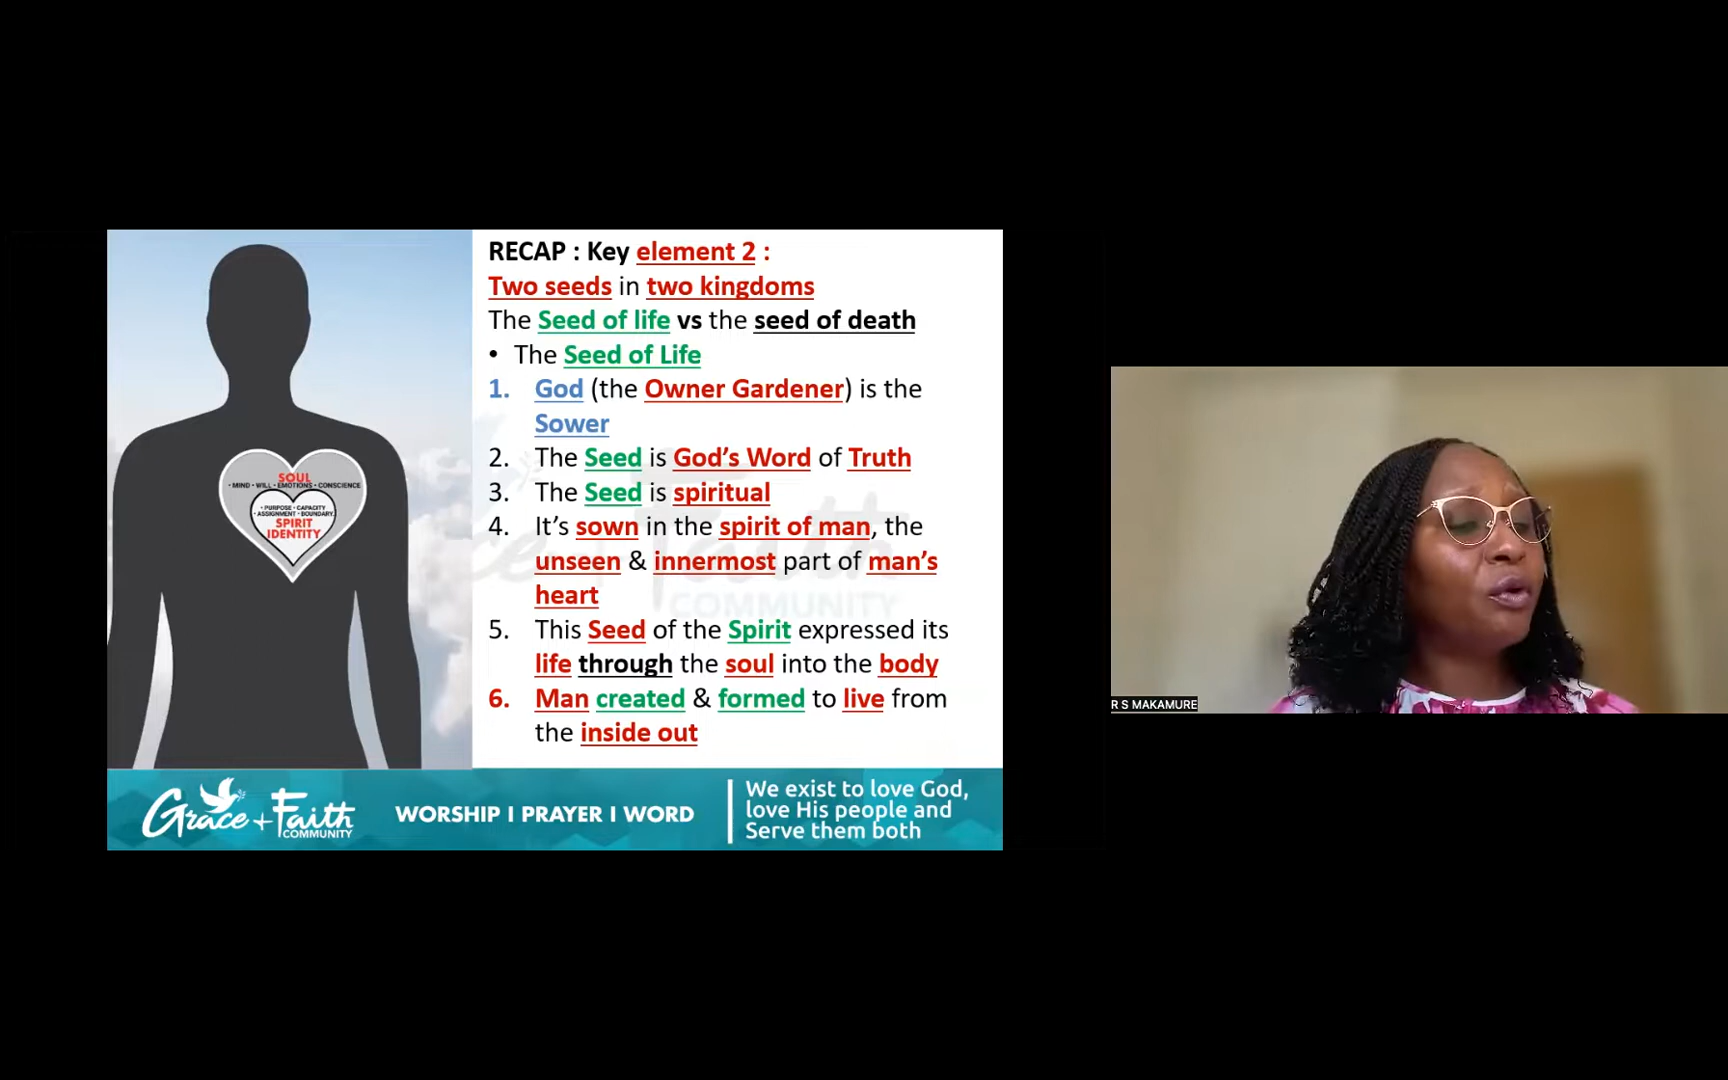 RECAP : Key element 2 :
Two seeds in two kingdoms
The Seed of life vs the seed of death
• The Seed of Life
1. God (the Owner Gardener) is the
Sower
2. The Seed is God's Word of Truth
3. The Seed is spiritual
4. It's sown in the spirit of man, the
unseen & innermost part of man's
heart
5. This Seed of the Spirit expressed its
life through the soul into the body
6. Man created & formed to live from
the inside out
SOUL
• MIND • WILL • EMOTIONS • CONSCIENCE
• PURPOSE • CAPACITY
• ASSIGNMENT • BOUNDARY
SPIRIT
IDENTITY
Grace + Faith
COMMUNITY
WORSHIP I PRAYER I WORD
We exist to love God,
love His people and
Serve them both
R S MAKAMURE